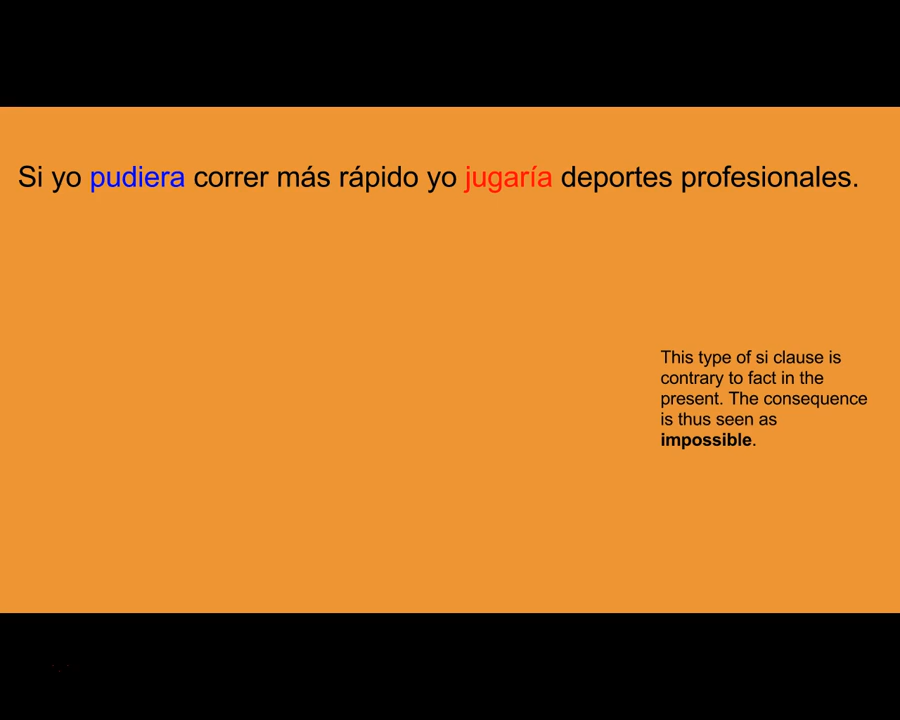 Si yo pudiera correr más rápido yo jugaría deportes profesionales.
This type of si clause is
contrary to fact in the
present. The consequence
is thus seen as
impossible.